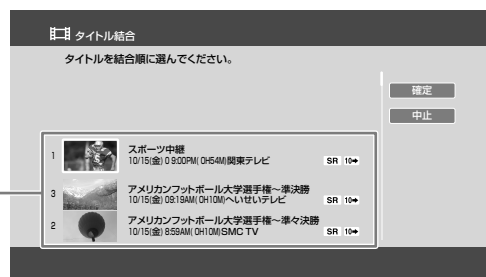 タイトル結合
タイトルを結合順に選んでください。
確定
中止
1 スポーツ中継
10/15(金) 0 9:00PM( 0H54M)関東テレビ SR 10➡
3 アメリカンフットボール大学選手権〜準決勝
10/15(金) 09:19AM( 0H10M)へいせいテレビ SR 10➡
2 アメリカンフットボール大学選手権〜準々決勝
10/15(金) 8:59AM( 0H10M)SMC TV SR 10➡